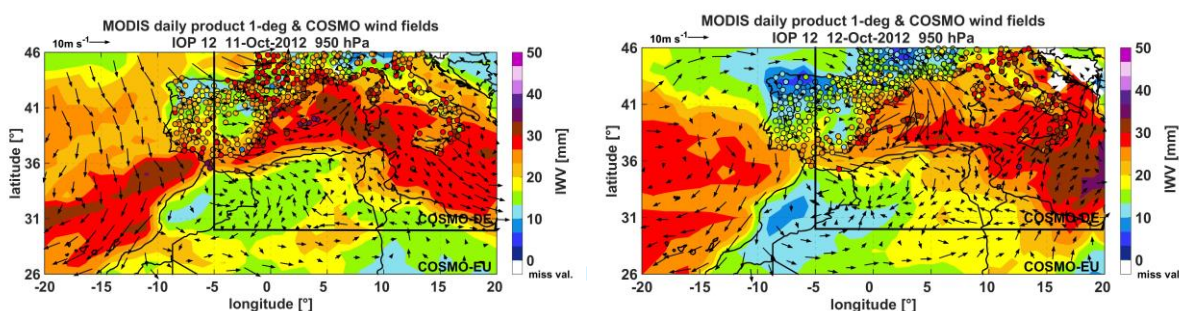 MODIS daily product 1-deg & COSMO wind fields
10m s⁻¹
IOP 12 11-Oct-2012 950 hPa
46
41
36
31
26
latitude [°]
-20 -15 -10 -5 0 5 10 15 20
longitude [°]
COSMO-DE
COSMO-EU
50
40
30
20
10
0
miss val.
IWV [mm]
MODIS daily product 1-deg & COSMO wind fields
10m s⁻¹
IOP 12 12-Oct-2012 950 hPa
46
41
36
31
26
latitude [°]
-20 -15 -10 -5 0 5 10 15 20
longitude [°]
COSMO-DE
COSMO-EU
50
40
30
20
10
0
miss val.
IWV [mm]